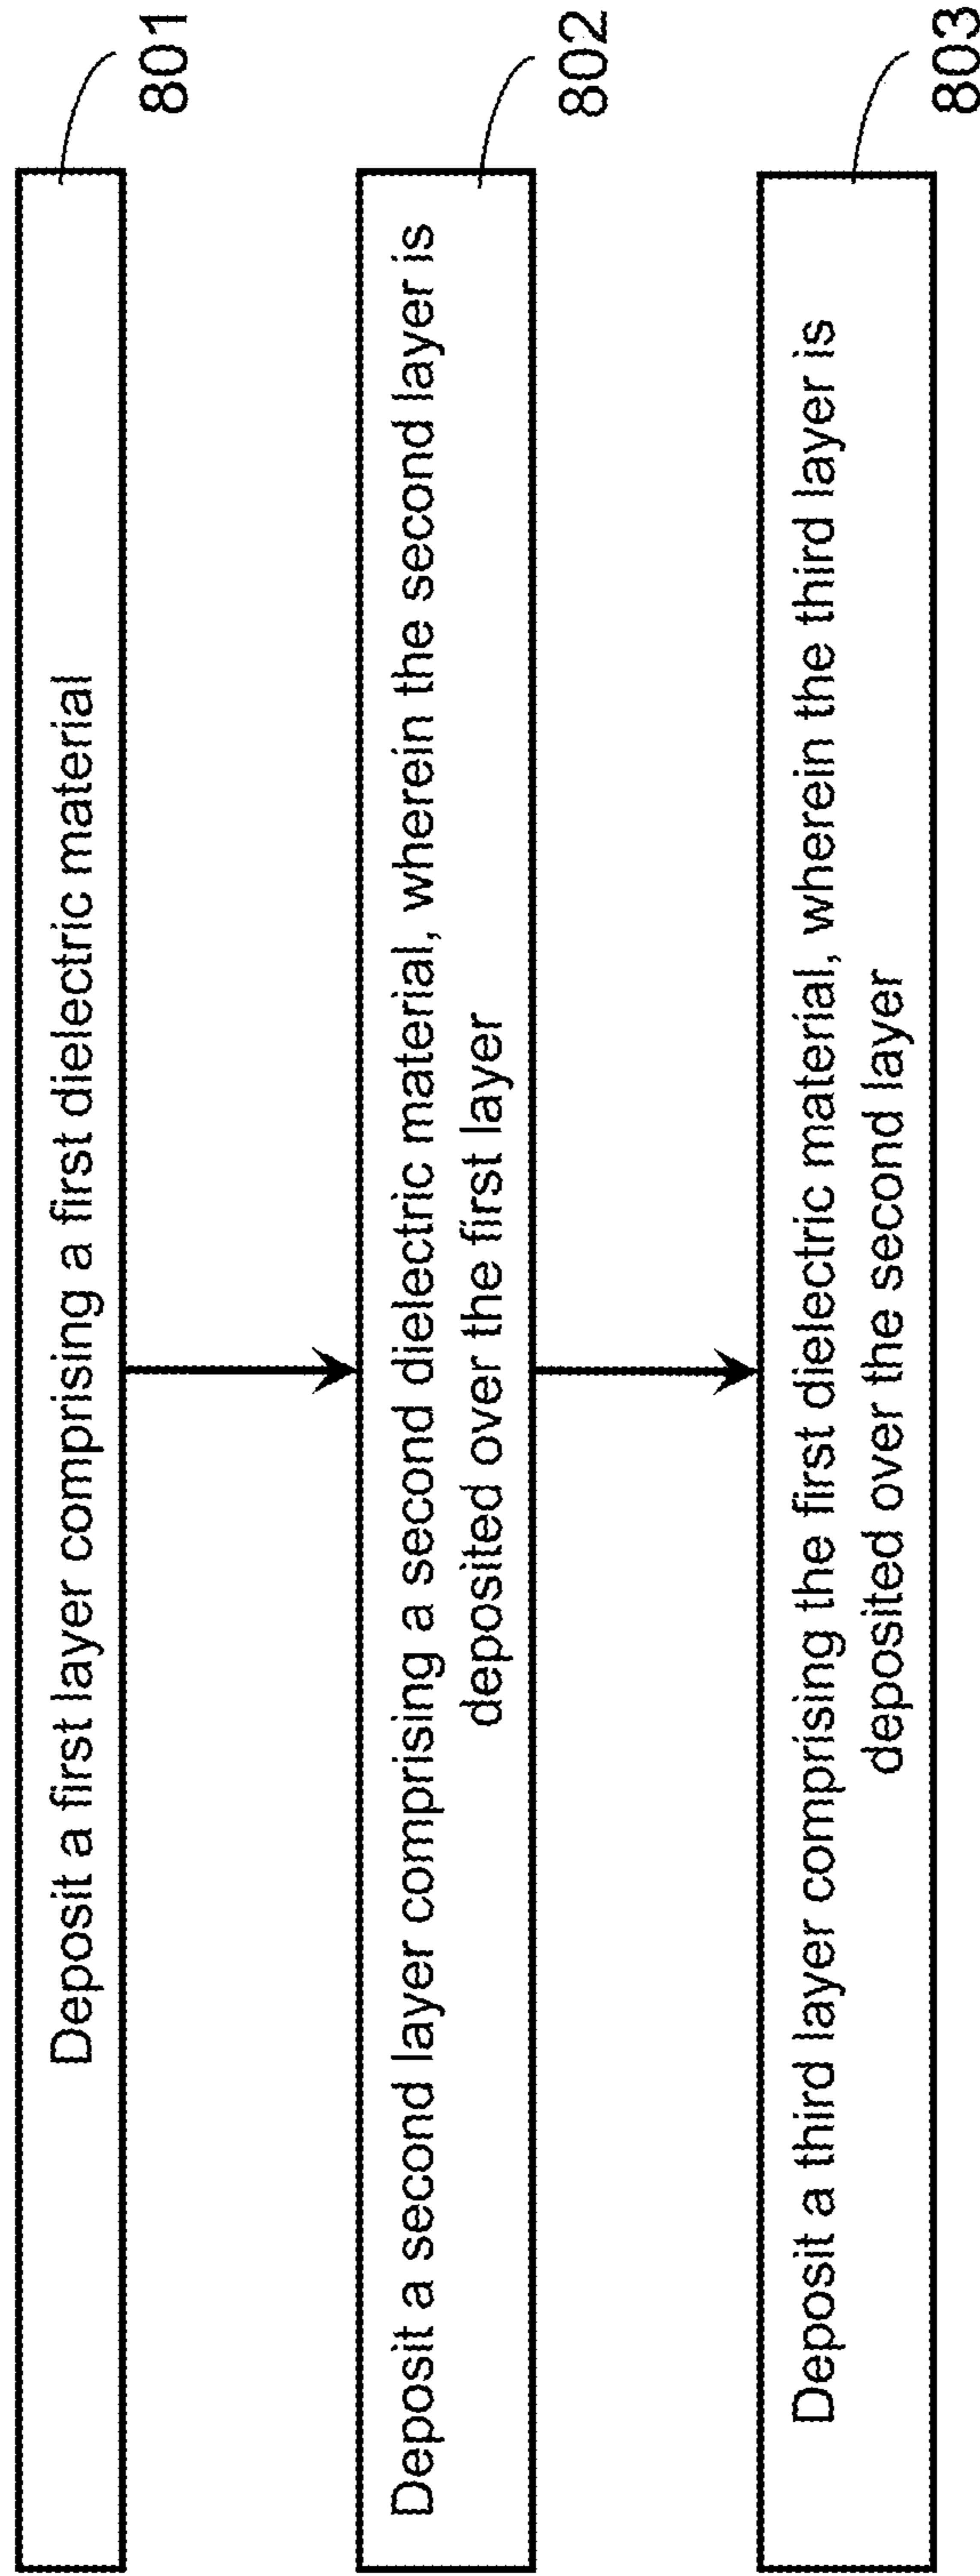 801
Deposit a first layer comprising a first dielectric material
802
Deposit a second layer comprising a second dielectric material, wherein the second layer is
deposited over the first layer
803
Deposit a third layer comprising the first dielectric material, wherein the third layer is
deposited over the second layer